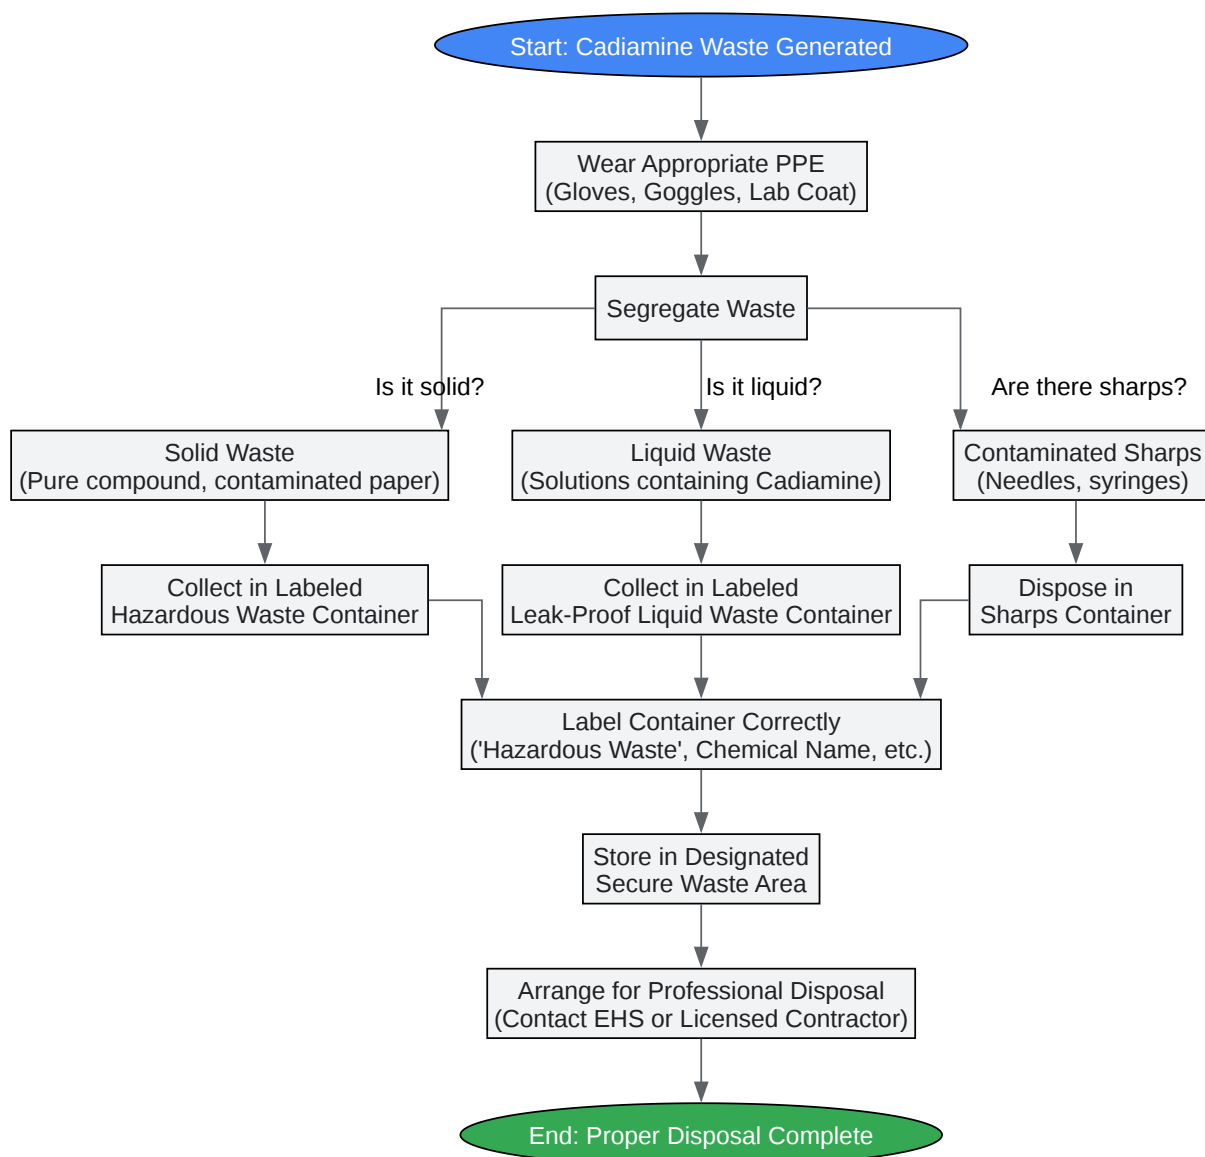 Start: Cadiamine Waste Generated
Wear Appropriate PPE
(Gloves, Goggles, Lab Coat)
Segregate Waste
Is it solid?
Is it liquid?
Are there sharps?
Solid Waste
(Pure compound, contaminated paper)
Liquid Waste
(Solutions containing Cadiamine)
Contaminated Sharps
(Needles, syringes)
Collect in Labeled
Hazardous Waste Container
Collect in Labeled
Leak-Proof Liquid Waste Container
Dispose in
Sharps Container
Label Container Correctly
('Hazardous Waste', Chemical Name, etc.)
Store in Designated
Secure Waste Area
Arrange for Professional Disposal
(Contact EHS or Licensed Contractor)
End: Proper Disposal Complete